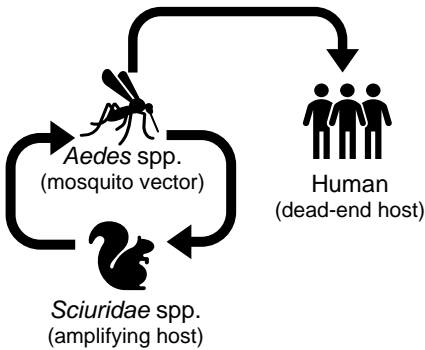 Aedes spp.
(mosquito vector)
Human
(dead-end host)
Sciuridae spp.
(amplifying host)